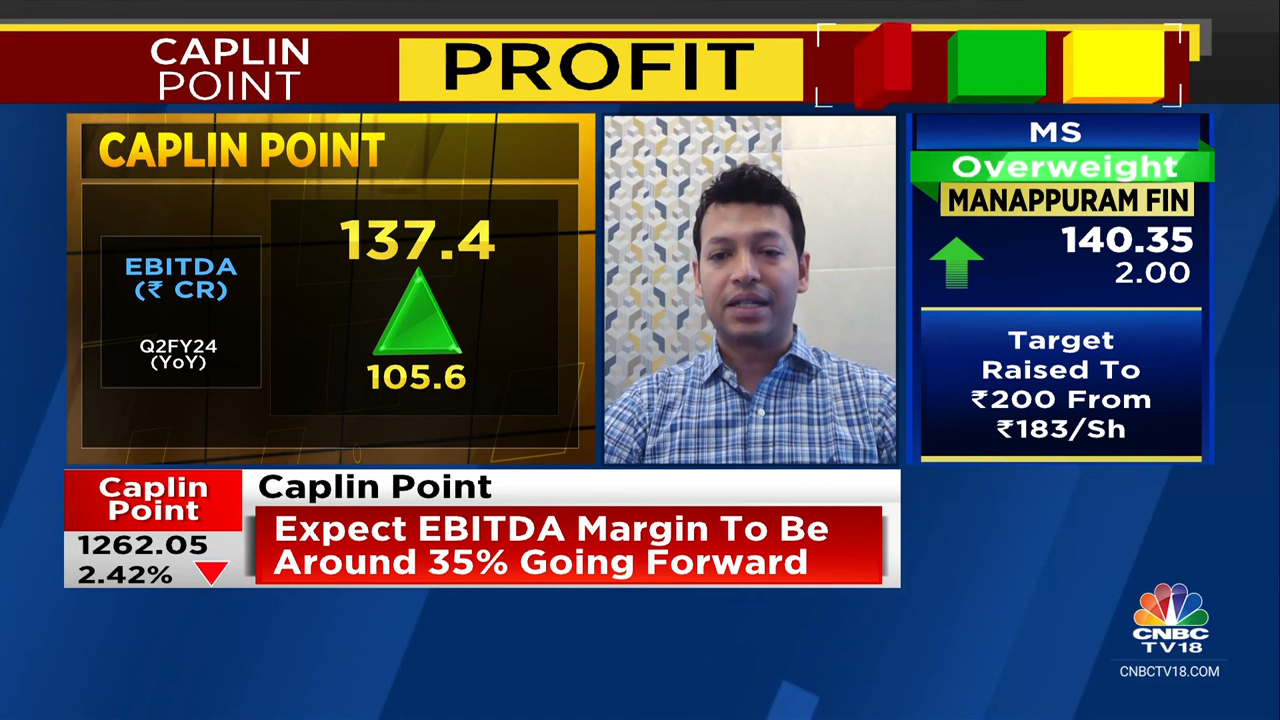 CAPLIN
POINT
PROFIT
CAPLIN POINT
EBITDA
(₹ CR)
Q2FY24
(YoY)
137.4
105.6
MS
Overweight
MANAPPURAM FIN
140.35
2.00
Target
Raised To
₹200 From
₹183/Sh
Caplin
Point
1262.05
2.42%
Caplin Point
Expect EBITDA Margin To Be
Around 35% Going Forward
CNBC
TV18
CNBCTV18.COM